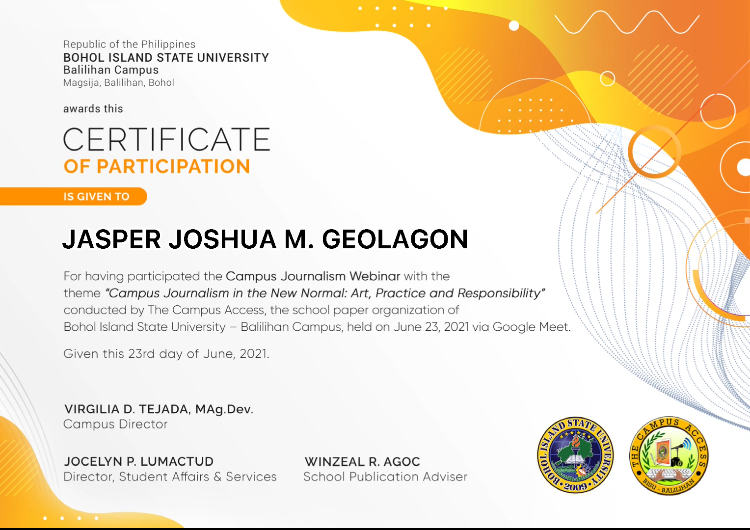 Republic of the Philippines
BOHOL ISLAND STATE UNIVERSITY
Balilihan Campus
Magsija, Balilihan, Bohol
awards this
CERTIFICATE
OF PARTICIPATION
IS GIVEN TO
JASPER JOSHUA M. GEOLAGON
For having participated the Campus Journalism Webinar with the
theme "Campus Journalism in the New Normal: Art, Practice and Responsibility"
conducted by The Campus Access, the school paper organization of
Bohol Island State University – Balilihan Campus, held on June 23, 2021 via Google Meet.
Given this 23rd day of June, 2021.
VIRGILIA D. TEJADA, MAg.Dev.
Campus Director
JOCELYN P. LUMACTUD
Director, Student Affairs & Services
WINZEAL R. AGOC
School Publication Adviser
BOHOL ISLAND STATE UNIVERSITY
2009
THE CAMPUS ACCESS
BISU - BALILIHAN